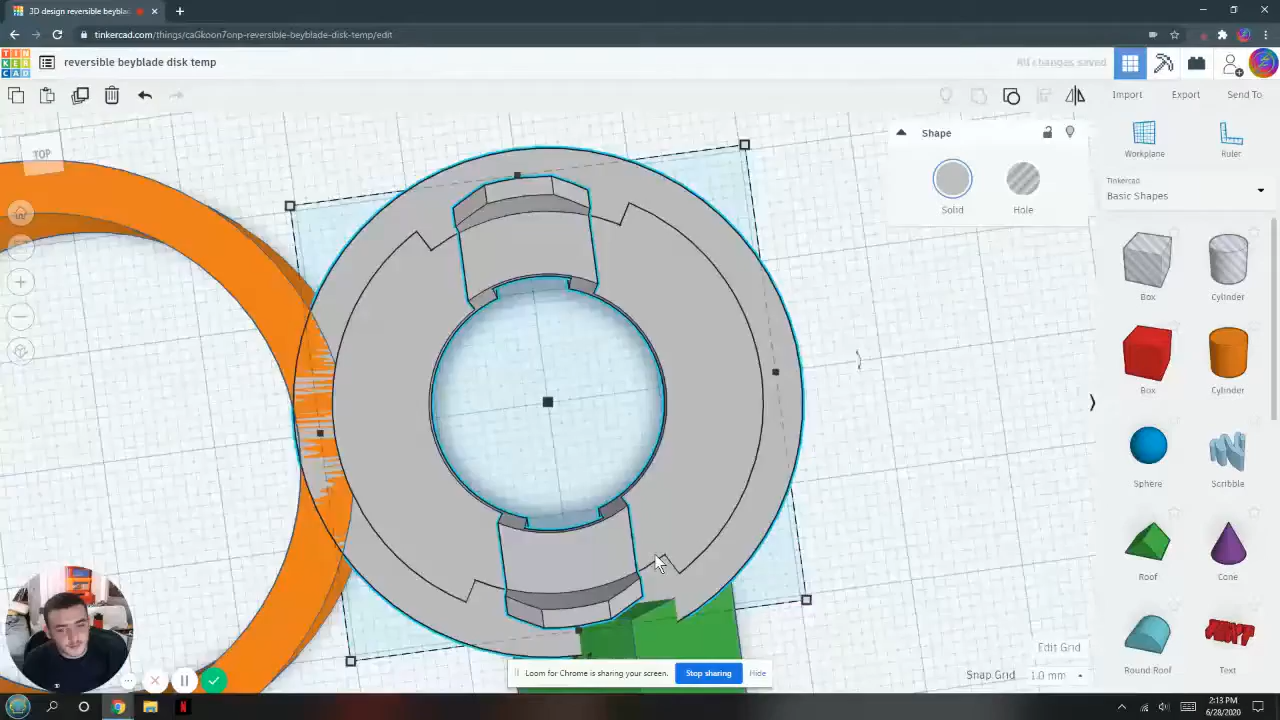 3D design reversible beyblade
tinkercad.com/things/caGkoon7onp-reversible-beyblade-disk-temp/edit
TIN
KER
CAD
reversible beyblade disk temp
All changes saved
Import
Export
Send To
TOP
Shape
Solid
Hole
Workplane
Ruler
Tinkercad
Basic Shapes
Box
Cylinder
Box
Cylinder
Sphere
Scribble
Roof
Cone
Round Roof
Text
Edit Grid
Snap Grid
1.0 mm
Loom for Chrome is sharing your screen.
Stop sharing
Hide
2:13 PM
6/28/2020